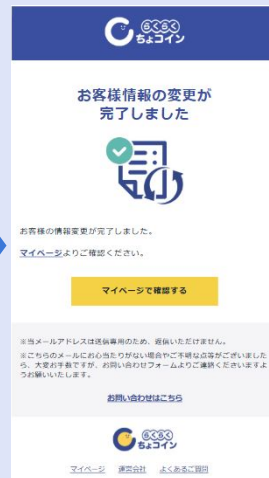 らくらく
ちょコイン
お客様情報の変更が
完了しました
お客様の情報変更が完了しました。
マイページよりご確認ください。
マイページで確認する
※当メールアドレスは送信専用のため、返信いただけません。
※こちらのメールにお心当たりがない場合やご不明な点等がございました
ら、大変お手数ですが、お問い合わせフォームよりご連絡くださいますよ
うお願いいたします。
お問い合わせはこちら
らくらく
ちょコイン
マイページ 運営会社 よくあるご質問